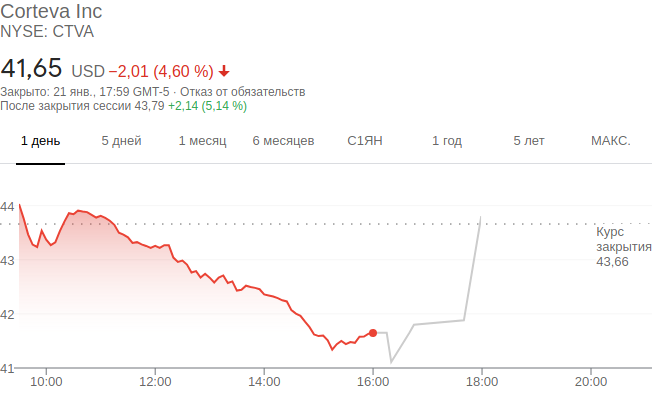 Corteva Inc
NYSE: CTVA
41,65 USD −2,01 (4,60 %)
Закрыто: 21 янв., 17:59 GMT-5 · Отказ от обязательств
После закрытия сессии 43,79 +2,14 (5,14 %)
1 день 5 дней 1 месяц 6 месяцев С1ЯН 1 год 5 лет МАКС.
44
Курс
закрытия
43,66
43
42
41
10:00 12:00 14:00 16:00 18:00 20:00